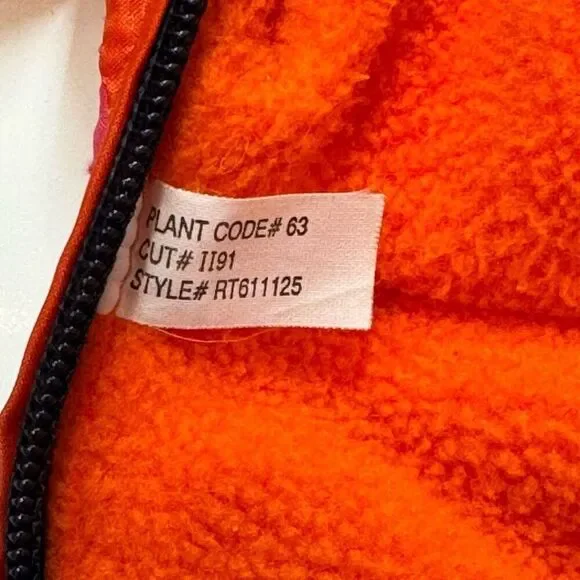 PLANT CODE# 63
CUT# II91
STYLE# RT611125